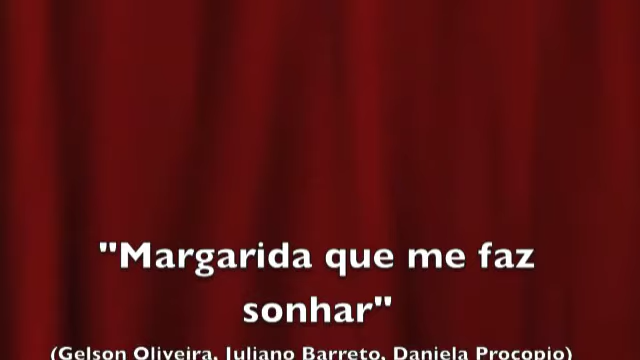 "Margarida que me faz
sonhar"
(Gelson Oliveira, Juliano Barreto, Daniela Procopio)